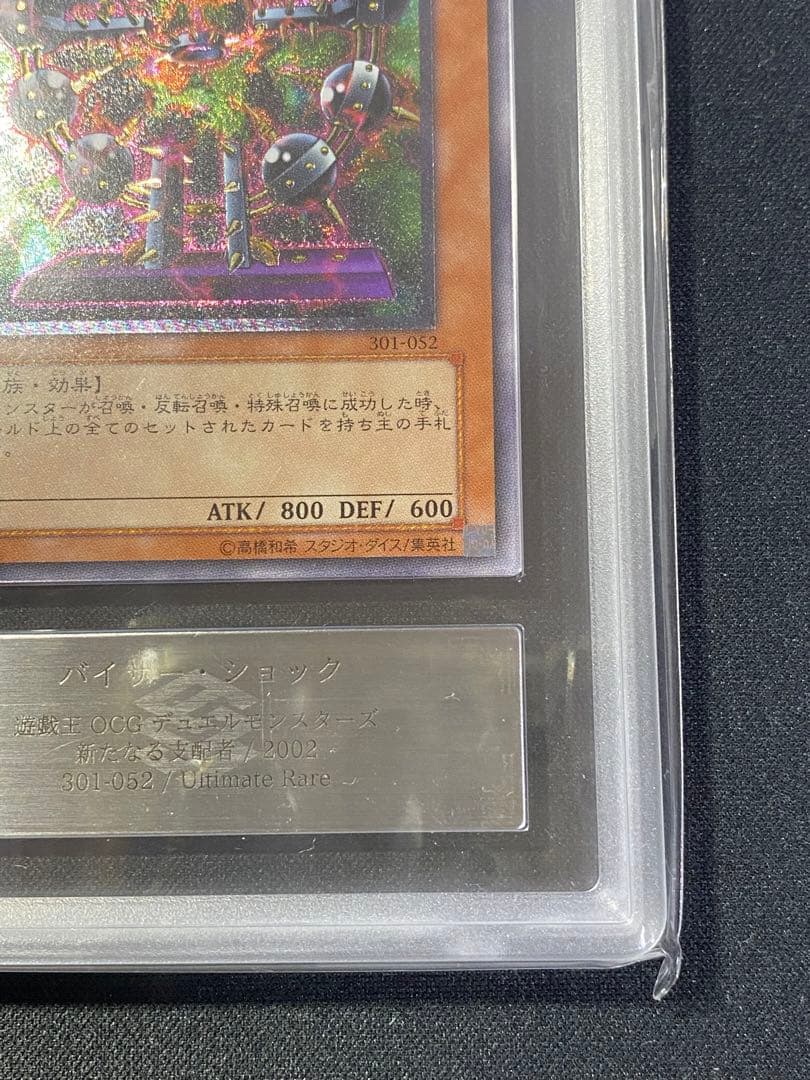 301-052
族・効果】
ンスターが召喚・反転召喚・特殊召喚に成功した時、
ルド上の全てのセットされたカードを持ち主の手札
。
ATK/ 800 DEF/ 600
©高橋和希 スタジオ・ダイス/集英社
バイサー・ショック
遊戯王 OCG デュエルモンスターズ
新たなる支配者 / 2002
301-052 / Ultimate Rare